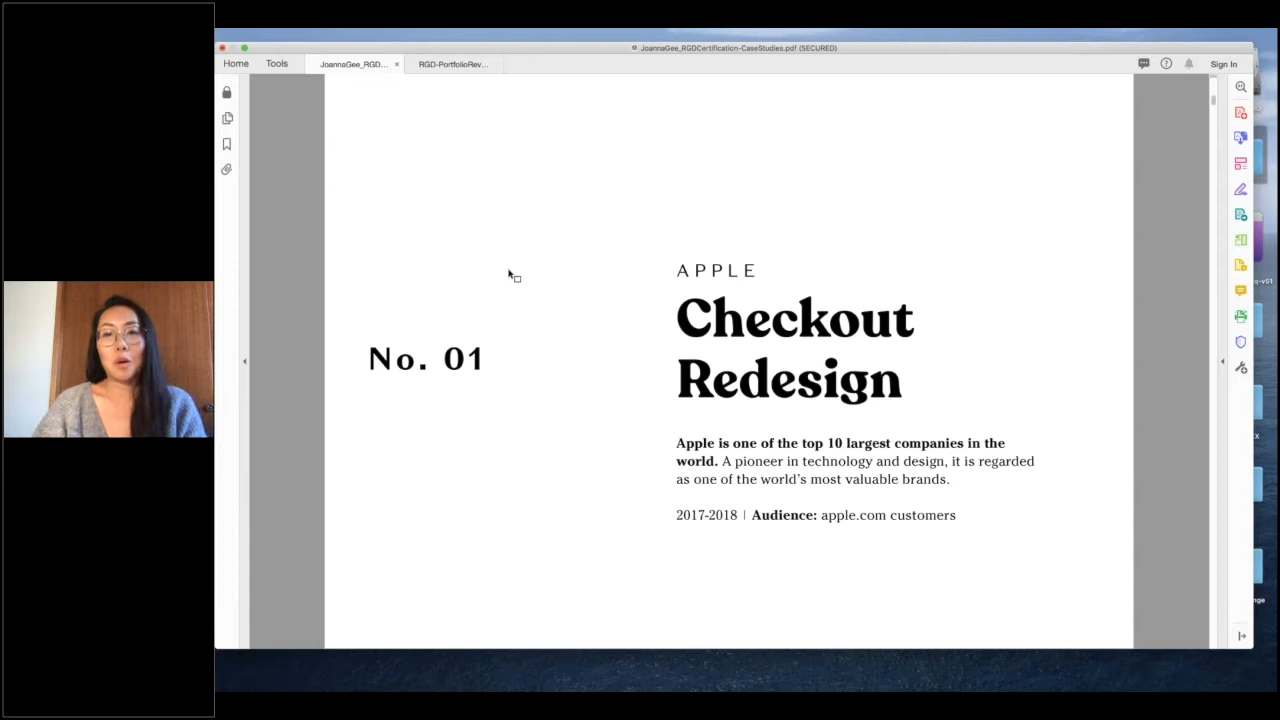 JoannaGee_RGDCertification-CaseStudies.pdf (SECURED)
Home Tools JoannaGee_RGD... × RGD-PortfolioRev... Sign In
APPLE
Checkout
Redesign
No. 01
Apple is one of the top 10 largest companies in the
world. A pioneer in technology and design, it is regarded
as one of the world's most valuable brands.
2017-2018 | Audience: apple.com customers